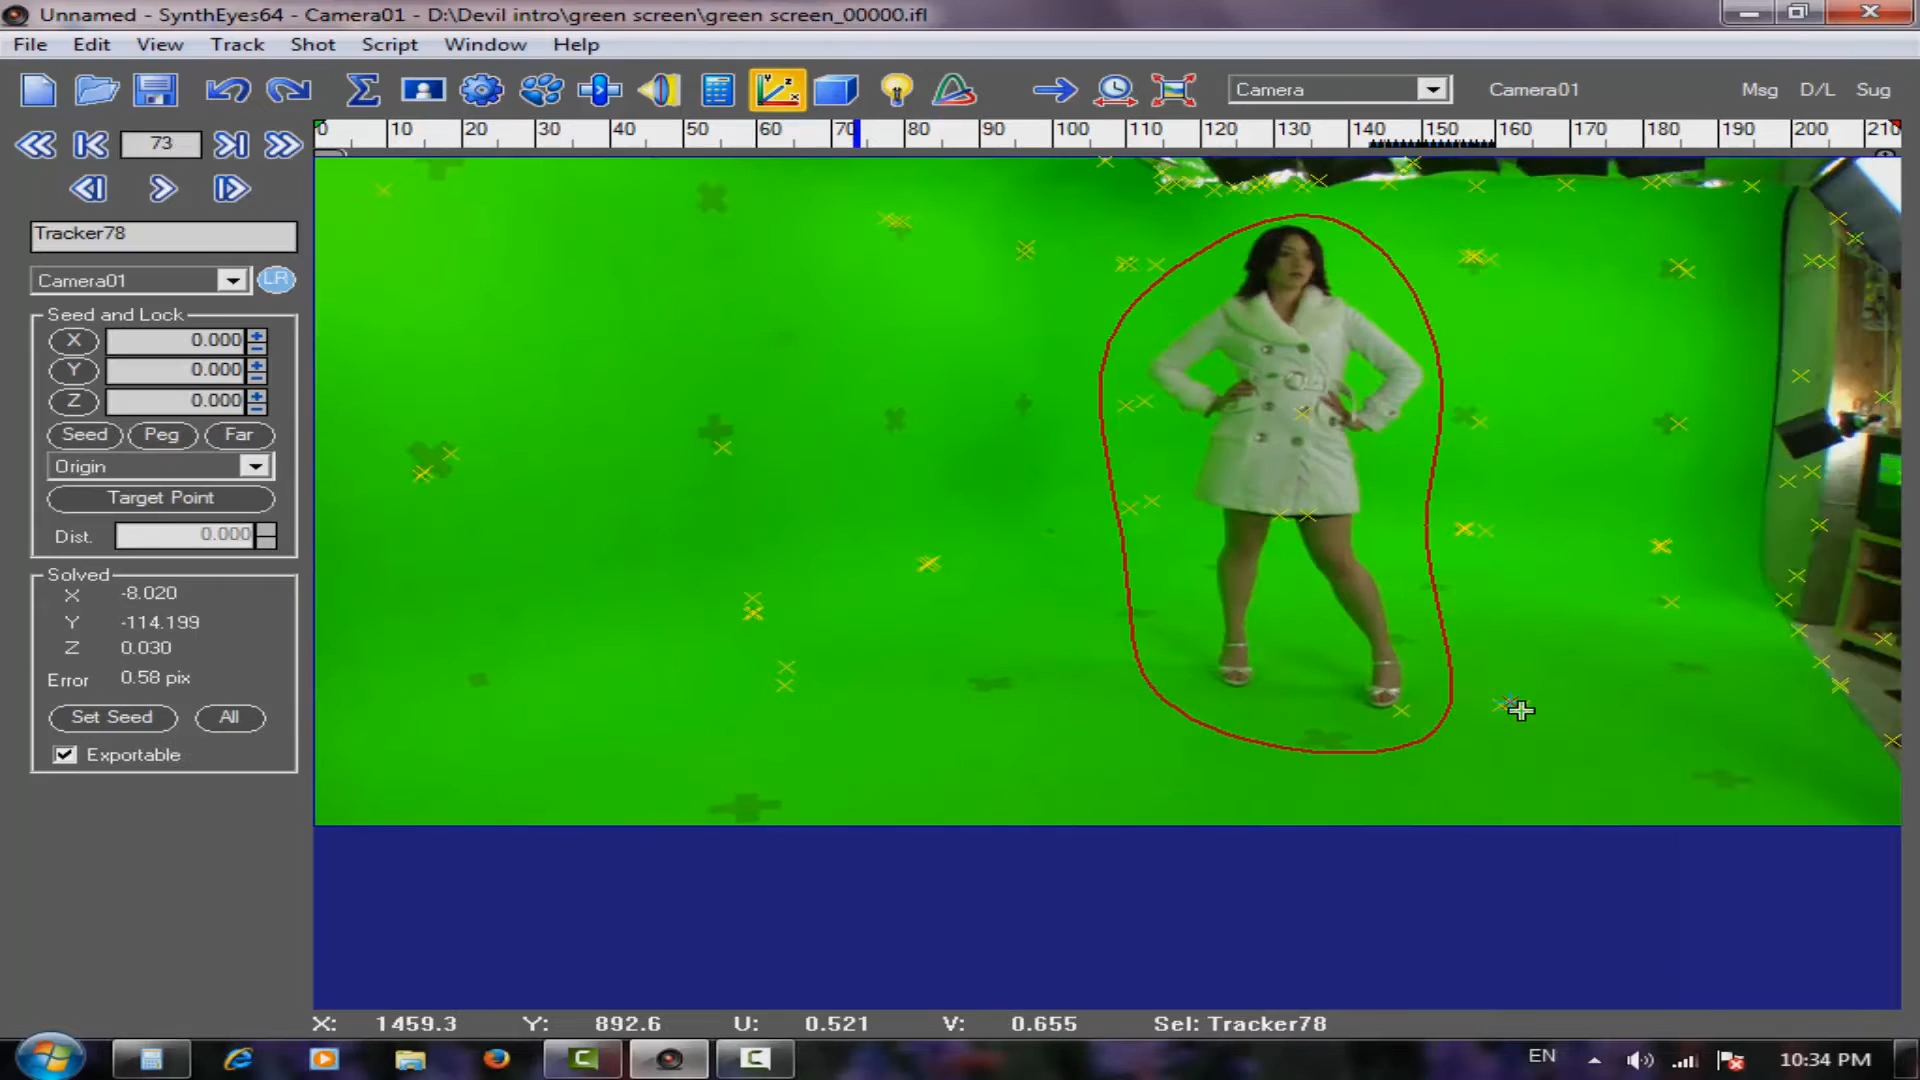 Unnamed - SynthEyes64 - Camera01 - D:\Devil intro\green screen\green screen_00000.ifl
File Edit View Track Shot Script Window Help
Camera Camera01 Msg D/L Sug
73
0 10 20 30 40 50 60 70 80 90 100 110 120 130 140 150 160 170 180 190 200 210
Tracker78
Camera01 LR
Seed and Lock
X 0.000
Y 0.000
Z 0.000
Seed Peg Far
Origin
Target Point
Dist. 0.000
Solved
X -8.020
Y -114.199
Z 0.030
Error 0.58 pix
Set Seed All
Exportable
X: 1459.3 Y: 892.6 U: 0.521 V: 0.655 Sel: Tracker78
EN 10:34 PM